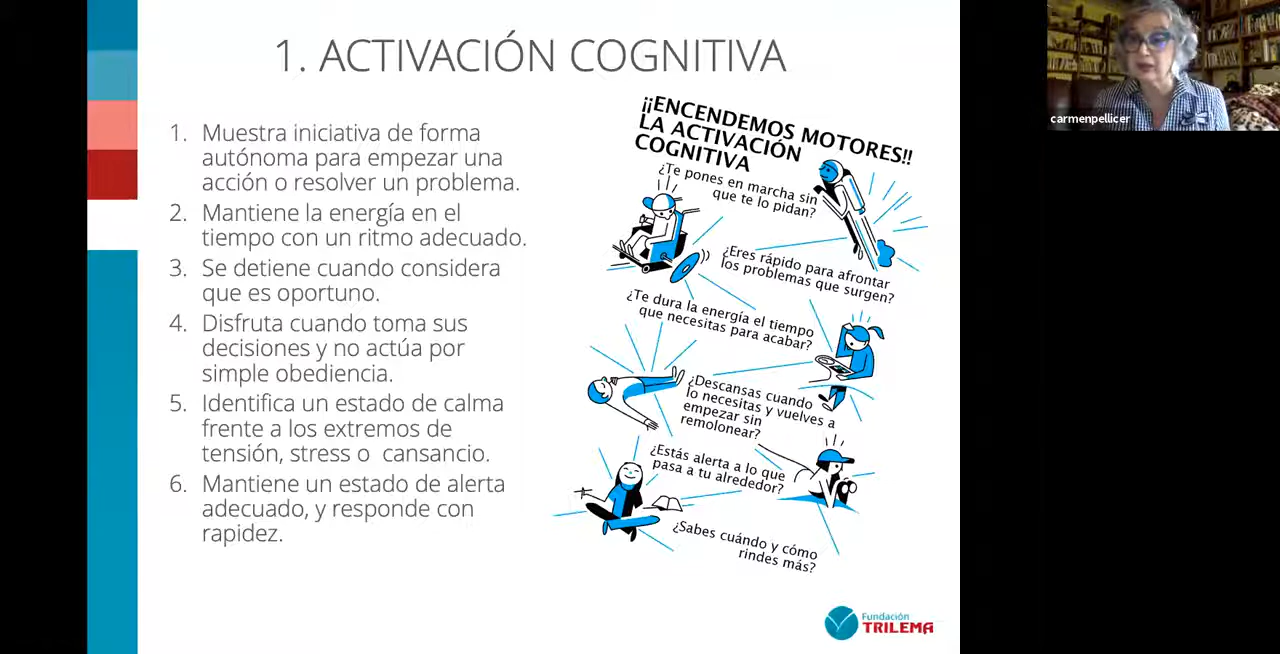 1. ACTIVACIÓN COGNITIVA
1. Muestra iniciativa de forma
autónoma para empezar una
acción o resolver un problema.
2. Mantiene la energía en el
tiempo con un ritmo adecuado.
3. Se detiene cuando considera
que es oportuno.
4. Disfruta cuando toma sus
decisiones y no actúa por
simple obediencia.
5. Identifica un estado de calma
frente a los extremos de
tensión, stress o cansancio.
6. Mantiene un estado de alerta
adecuado, y responde con
rapidez.
¡¡ENCENDEMOS MOTORES!!
LA ACTIVACIÓN
COGNITIVA
¿Te pones en marcha sin
que te lo pidan?
¿Eres rápido para afrontar
los problemas que surgen?
¿Te dura la energía el tiempo
que necesitas para acabar?
¿Descansas cuando
lo necesitas y vuelves a
empezar sin
remolonear?
¿Estás alerta a lo que
pasa a tu alrededor?
¿Sabes cuándo y cómo
rindes más?
Fundación
TRILEMA
carmenpellicer